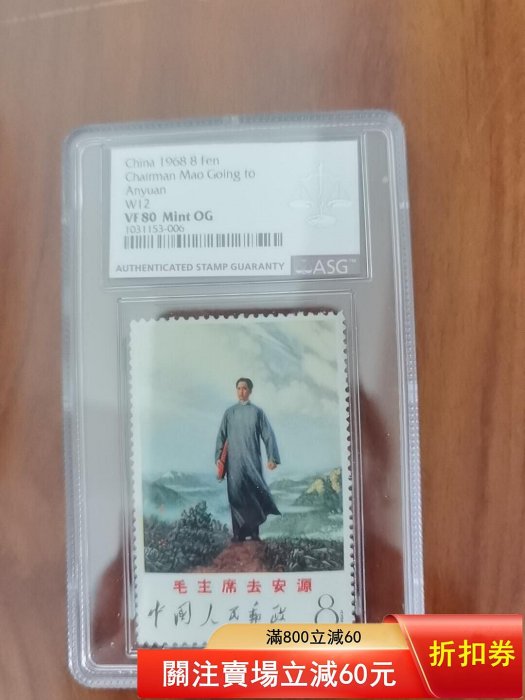 China 1968 8 Fen
Chairman Mao Going to
Anyuan
W12
VF 80 Mint OG
1031153-006
AUTHENTICATED STAMP GUARANTY
ASG™
毛主席去安源
中国人民邮政
8
滿800立減60
關注賣場立減60元
折扣券